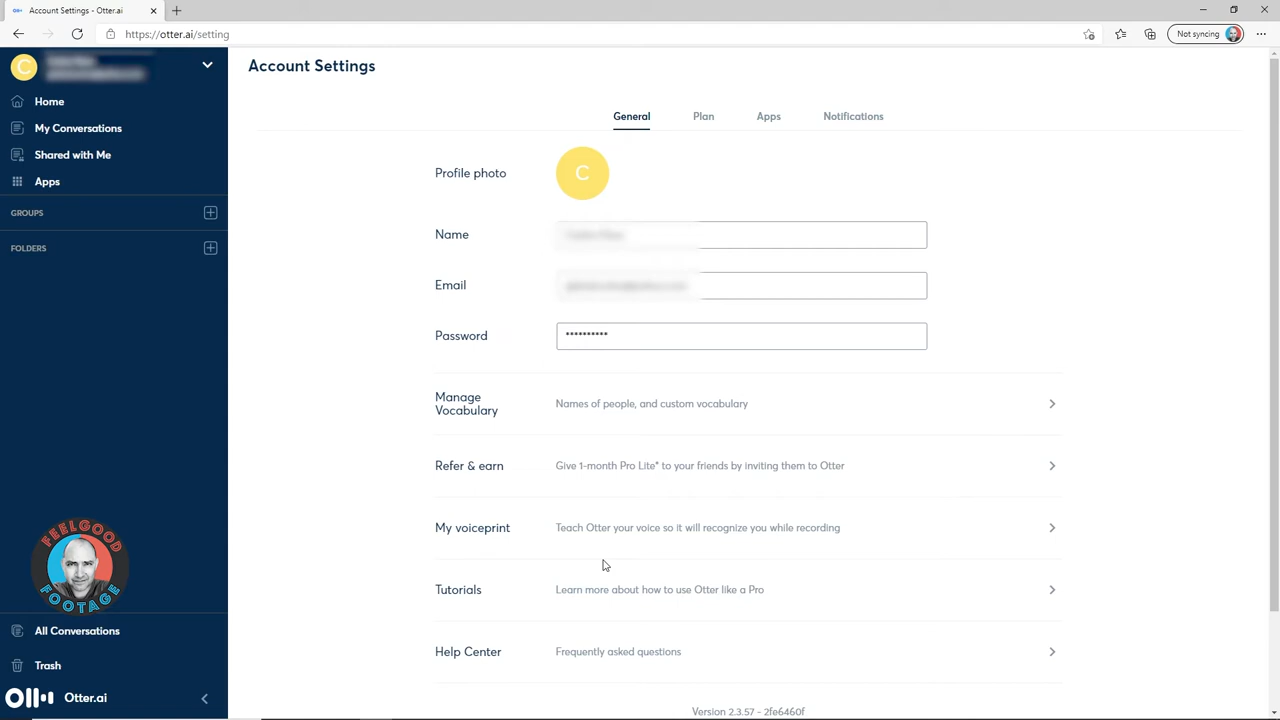 Account Settings - Otter.ai
https://otter.ai/setting
Not syncing
C
Home
My Conversations
Shared with Me
Apps
GROUPS
FOLDERS
FEELGOOD
FOOTAGE
All Conversations
Trash
Otter.ai
Account Settings
General
Plan
Apps
Notifications
Profile photo
C
Name
Email
Password
**********
Manage
Vocabulary
Names of people, and custom vocabulary
Refer & earn
Give 1-month Pro Lite* to your friends by inviting them to Otter
My voiceprint
Teach Otter your voice so it will recognize you while recording
Tutorials
Learn more about how to use Otter like a Pro
Help Center
Frequently asked questions
Version 2.3.57 - 2fe6460f